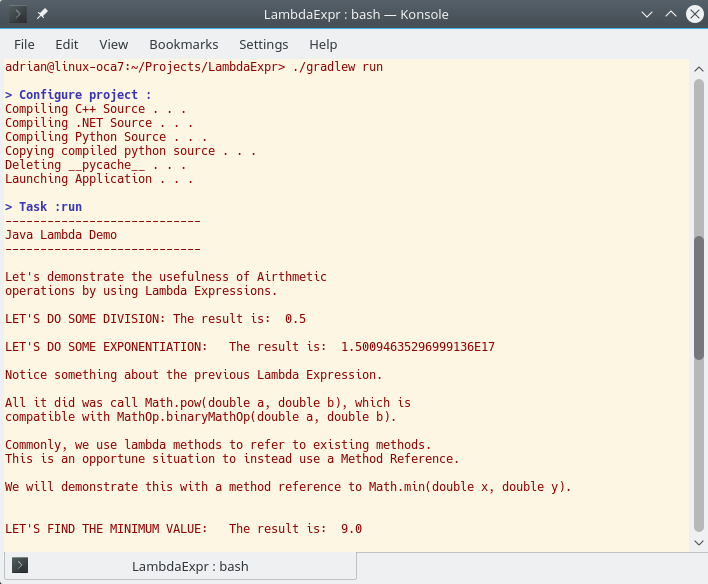 LambdaExpr : bash — Konsole
File Edit View Bookmarks Settings Help
adrian@linux-oca7:~/Projects/LambdaExpr> ./gradlew run
> Configure project :
Compiling C++ Source . . .
Compiling .NET Source . . .
Compiling Python Source . . .
Copying compiled python source . . .
Deleting __pycache__ . . .
Launching Application . . .
> Task :run
----------------------------
Java Lambda Demo
----------------------------
Let's demonstrate the usefulness of Airthmetic
operations by using Lambda Expressions.
LET'S DO SOME DIVISION: The result is:  0.5
LET'S DO SOME EXPONENTIATION:   The result is:  1.50094635296999136E17
Notice something about the previous Lambda Expression.
All it did was call Math.pow(double a, double b), which is
compatible with MathOp.binaryMathOp(double a, double b).
Commonly, we use lambda methods to refer to existing methods.
This is an opportune situation to instead use a Method Reference.
We will demonstrate this with a method reference to Math.min(double x, double y).
LET'S FIND THE MINIMUM VALUE:   The result is:  9.0
LambdaExpr : bash